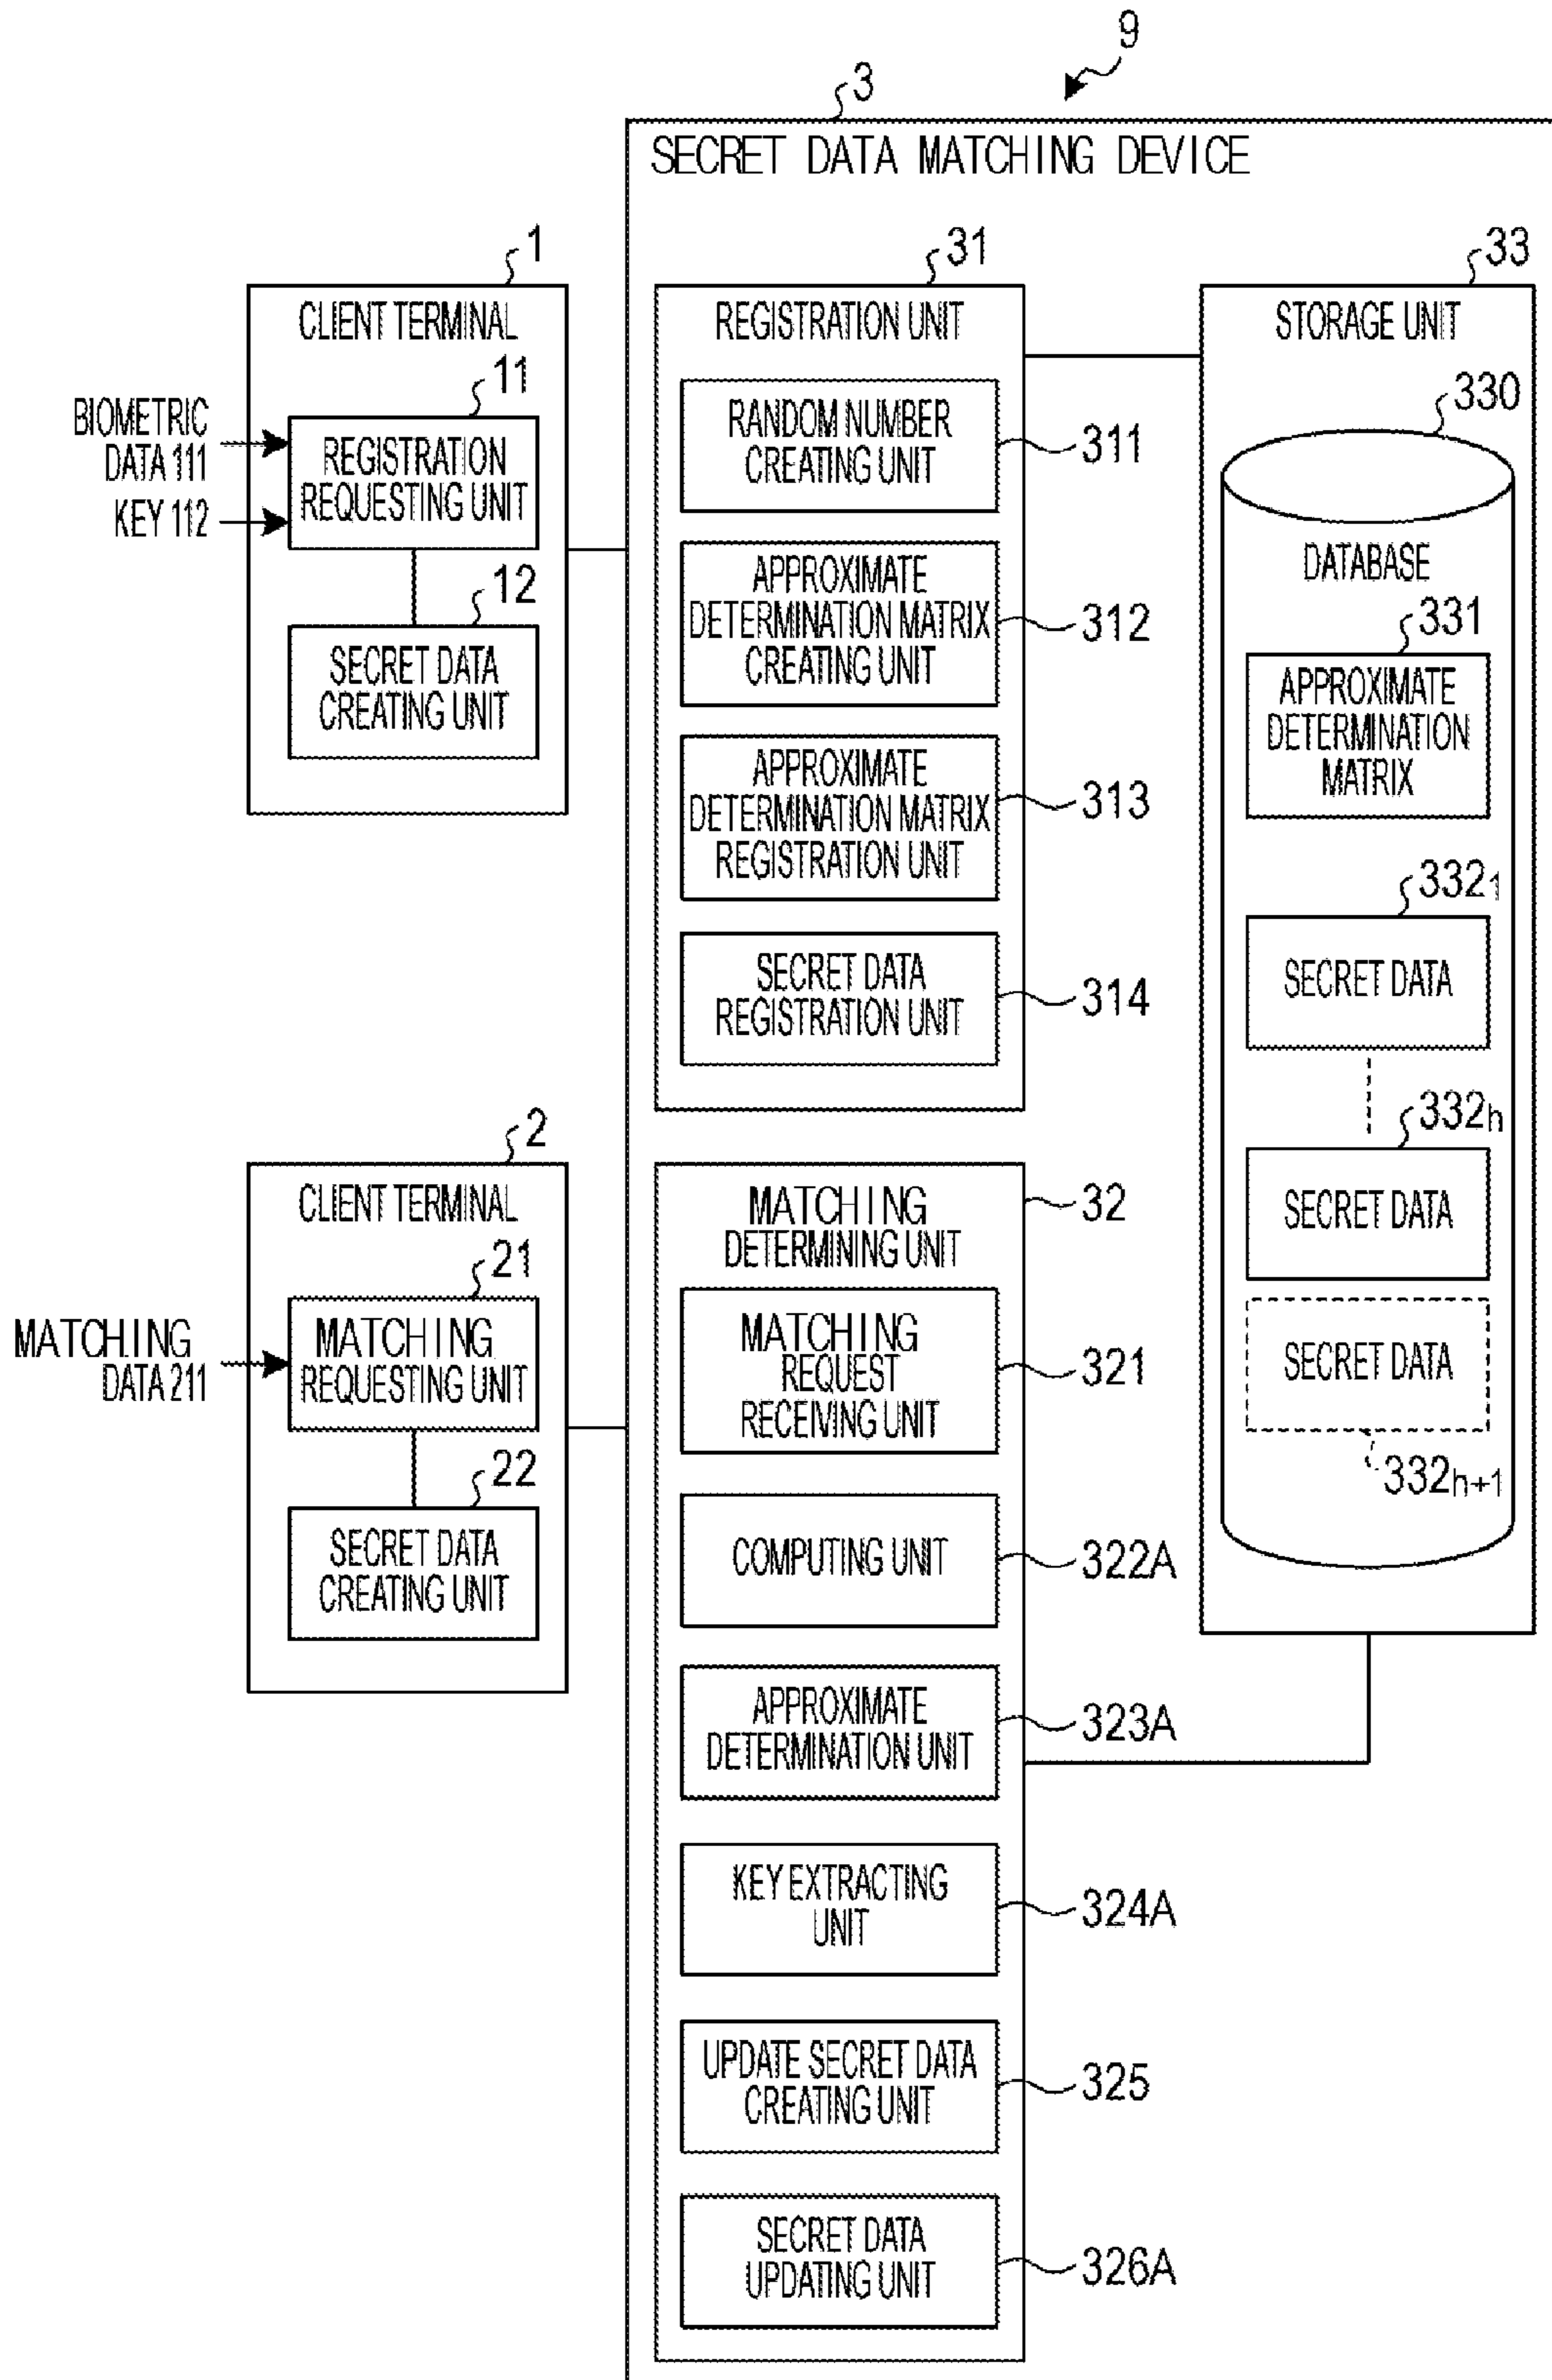 9
3
SECRET DATA MATCHING DEVICE
1
CLIENT TERMINAL
BIOMETRIC
DATA 111
KEY 112
11
REGISTRATION
REQUESTING UNIT
12
SECRET DATA
CREATING UNIT
31
REGISTRATION UNIT
RANDOM NUMBER
CREATING UNIT
311
APPROXIMATE
DETERMINATION MATRIX
CREATING UNIT
312
APPROXIMATE
DETERMINATION MATRIX
REGISTRATION UNIT
313
SECRET DATA
REGISTRATION UNIT
314
33
STORAGE UNIT
330
DATABASE
331
APPROXIMATE
DETERMINATION
MATRIX
332₁
SECRET DATA
332h
SECRET DATA
SECRET DATA
332h+1
2
CLIENT TERMINAL
MATCHING
DATA 211
21
MATCHING
REQUESTING UNIT
22
SECRET DATA
CREATING UNIT
MATCHING
DETERMINING UNIT
32
MATCHING
REQUEST
RECEIVING UNIT
321
COMPUTING UNIT
322A
APPROXIMATE
DETERMINATION UNIT
323A
KEY EXTRACTING
UNIT
324A
UPDATE SECRET DATA
CREATING UNIT
325
SECRET DATA
UPDATING UNIT
326A